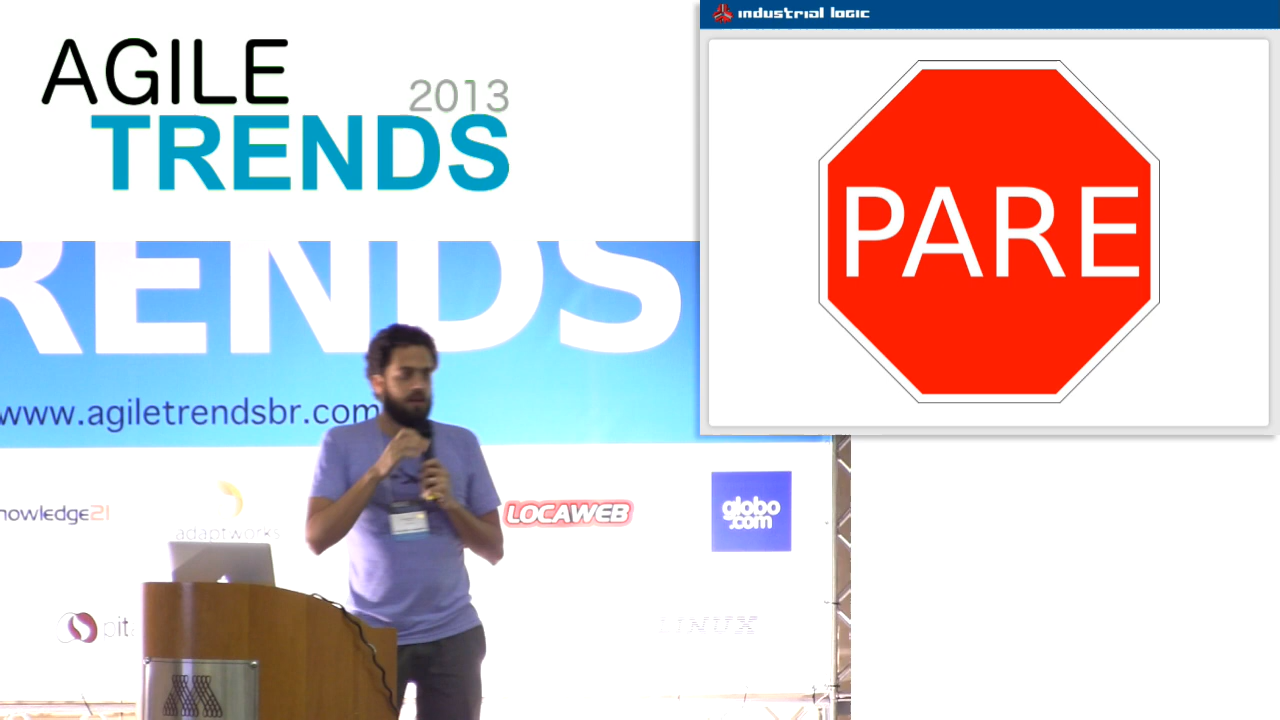 AGILE
2013
TRENDS
industrial logic
PARE
RENDS
www.agiletrendsbr.com
nowledge21
adaptworks
LOCAWEB
globo
.com